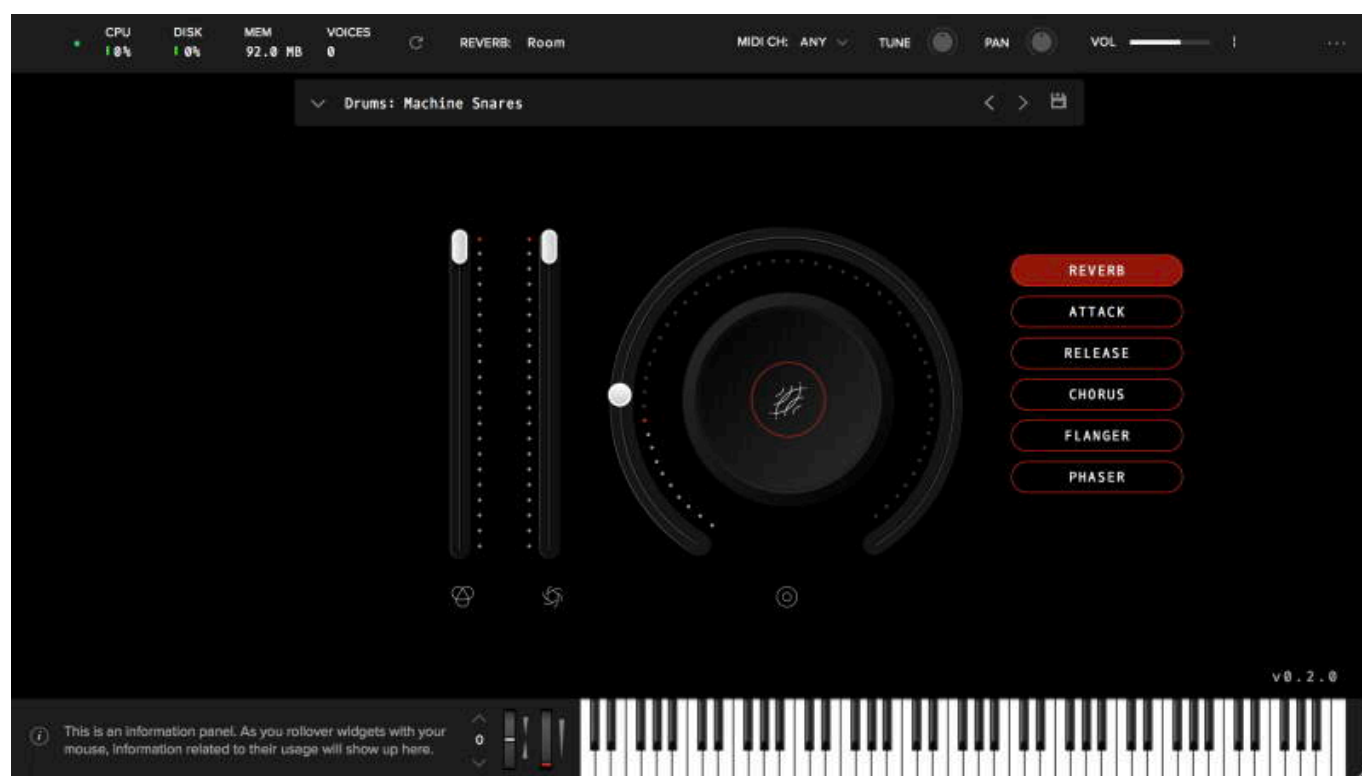 CPU DISK MEM VOICES
0% 0% 92.0 MB 0
REVERB: Room
MIDI CH: ANY TUNE PAN VOL
Drums: Machine Snares
REVERB
ATTACK
RELEASE
CHORUS
FLANGER
PHASER
v0.2.0
This is an information panel. As you rollover widgets with your
mouse, information related to their usage will show up here.
0